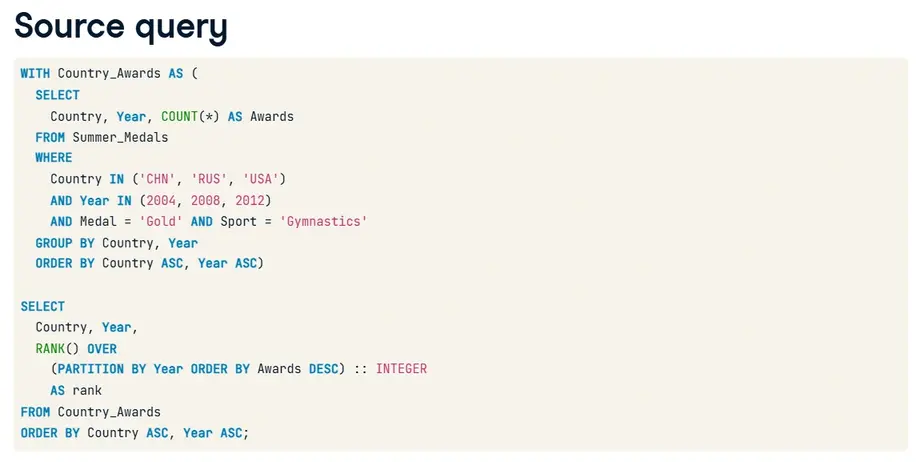 Source query
WITH Country_Awards AS (
  SELECT
    Country, Year, COUNT(*) AS Awards
  FROM Summer_Medals
  WHERE
    Country IN ('CHN', 'RUS', 'USA')
    AND Year IN (2004, 2008, 2012)
    AND Medal = 'Gold' AND Sport = 'Gymnastics'
  GROUP BY Country, Year
  ORDER BY Country ASC, Year ASC)

SELECT
  Country, Year,
  RANK() OVER
    (PARTITION BY Year ORDER BY Awards DESC) :: INTEGER
    AS rank
FROM Country_Awards
ORDER BY Country ASC, Year ASC;